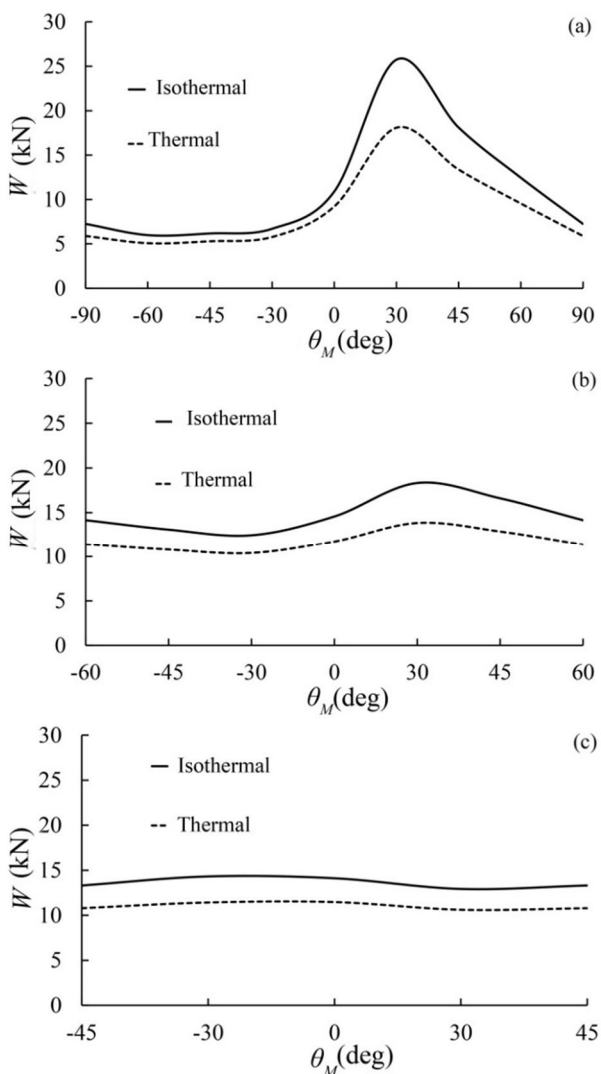 30
(a)
25
Isothermal
20
Thermal
W (kN)
15
10
5
0
-90 -60 -45 -30 0 30 45 60 90
θM(deg)
30
(b)
25
Isothermal
20
Thermal
W (kN)
15
10
5
0
-60 -45 -30 0 30 45 60
θM(deg)
30
(c)
25
Isothermal
20
Thermal
W (kN)
15
10
5
0
-45 -30 0 30 45
θM(deg)